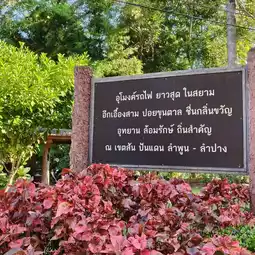 อุโมงค์รถไฟ ยาวสุด ในสยาม
อีกเอื้องสาม ปอยขุนตาล ชื่นกลิ่นขวัญ
อุทยาน ล้อมรักษ์ ถิ่นสำคัญ
ณ เขตสัน ปันแดน ลำพูน - ลำปาง